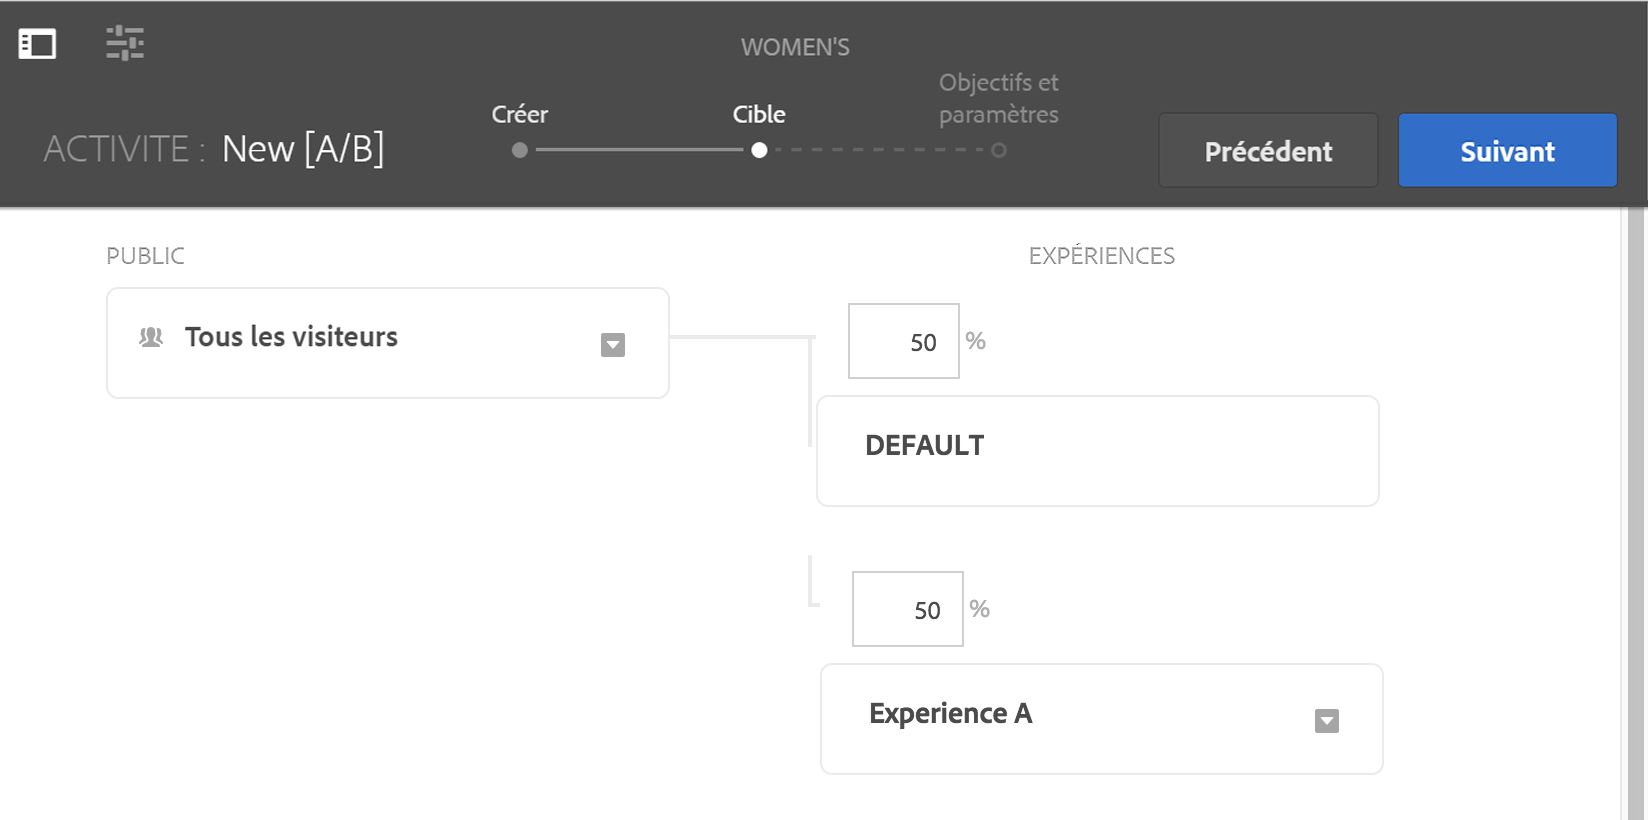 WOMEN'S
Objectifs et
paramètres
Créer
Cible
ACTIVITE : New [A/B]
Précédent
Suivant
PUBLIC
EXPÉRIENCES
Tous les visiteurs
50 %
DEFAULT
50 %
Experience A